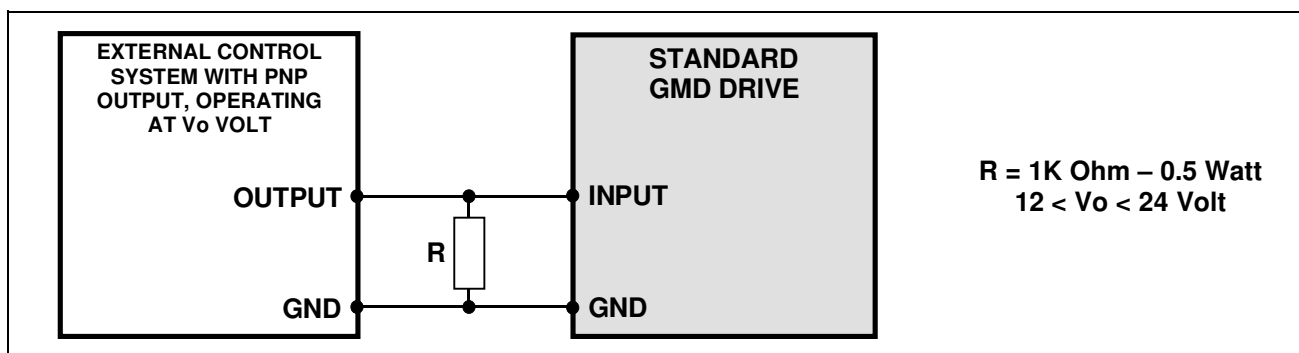 EXTERNAL CONTROL
SYSTEM WITH PNP
OUTPUT, OPERATING
AT Vo VOLT
OUTPUT
GND
R
STANDARD
GMD DRIVE
INPUT
GND
R = 1K Ohm – 0.5 Watt
12 < Vo < 24 Volt